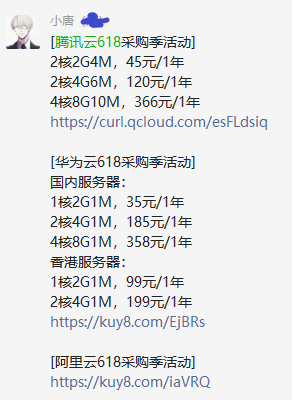 小唐
[腾讯云618采购季活动]
2核2G4M，45元/1年
2核4G6M，120元/1年
4核8G10M，366元/1年
https://curl.qcloud.com/esFLdsiq
[华为云618采购季活动]
国内服务器：
1核2G1M，35元/1年
2核4G1M，185元/1年
4核8G1M，358元/1年
香港服务器：
1核2G1M，99元/1年
2核4G1M，199元/1年
https://kuy8.com/EjBRs
[阿里云618采购季活动]
https://kuy8.com/iaVRQ